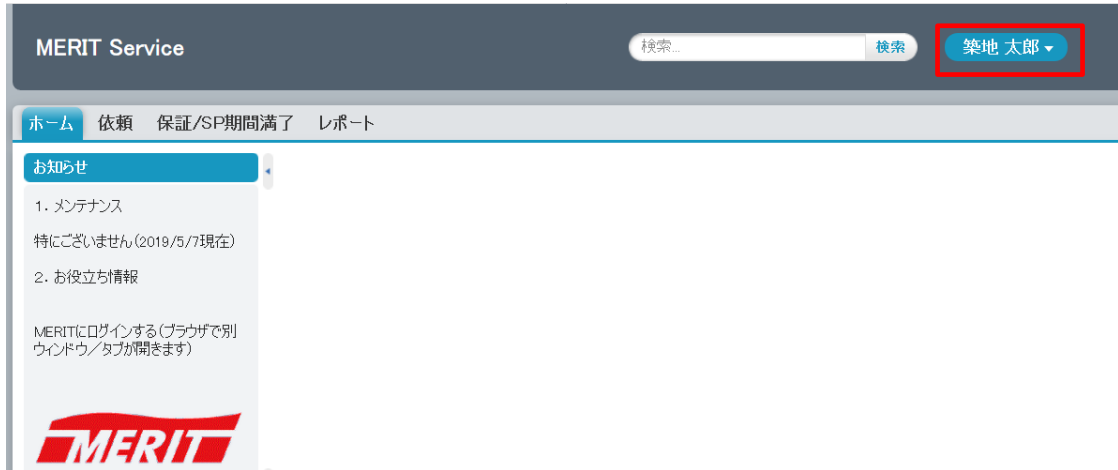 MERIT Service
検索...
検索
築地 太郎
ホーム 依頼 保証/SP期間満了 レポート
お知らせ
1. メンテナンス
特にございません(2019/5/7現在)
2. お役立ち情報
MERITにログインする(ブラウザで別
ウィンドウ/タブが開きます)
MERIT